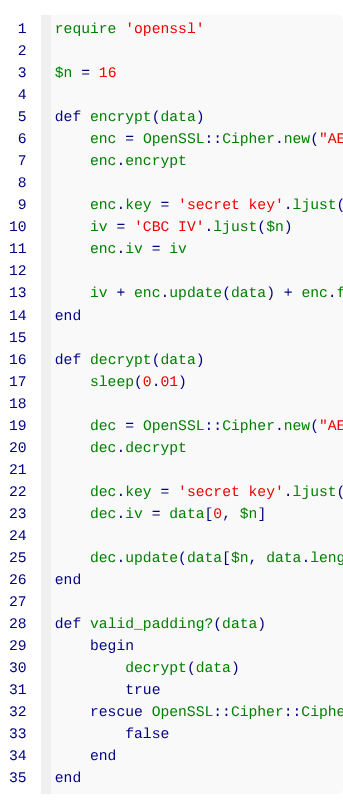 1 require 'openssl'
2
3 $n = 16
4
5 def encrypt(data)
6     enc = OpenSSL::Cipher.new("AE
7     enc.encrypt
8
9     enc.key = 'secret key'.ljust(
10     iv = 'CBC IV'.ljust($n)
11     enc.iv = iv
12
13     iv + enc.update(data) + enc.f
14 end
15
16 def decrypt(data)
17     sleep(0.01)
18
19     dec = OpenSSL::Cipher.new("AE
20     dec.decrypt
21
22     dec.key = 'secret key'.ljust(
23     dec.iv = data[0, $n]
24
25     dec.update(data[$n, data.leng
26 end
27
28 def valid_padding?(data)
29     begin
30         decrypt(data)
31         true
32     rescue OpenSSL::Cipher::Ciphe
33         false
34     end
35 end